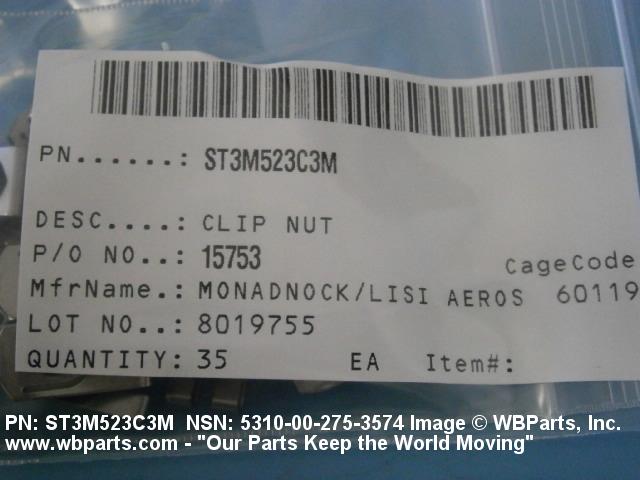 PN......: ST3M523C3M
DESC....: CLIP NUT
P/O NO..: 15753 CageCode
MfrName.: MONADNOCK/LISI AEROS 60119
LOT NO..: 8019755
QUANTITY: 35 EA Item#:
PN: ST3M523C3M NSN: 5310-00-275-3574 Image © WBParts, Inc.
www.wbparts.com - "Our Parts Keep the World Moving"